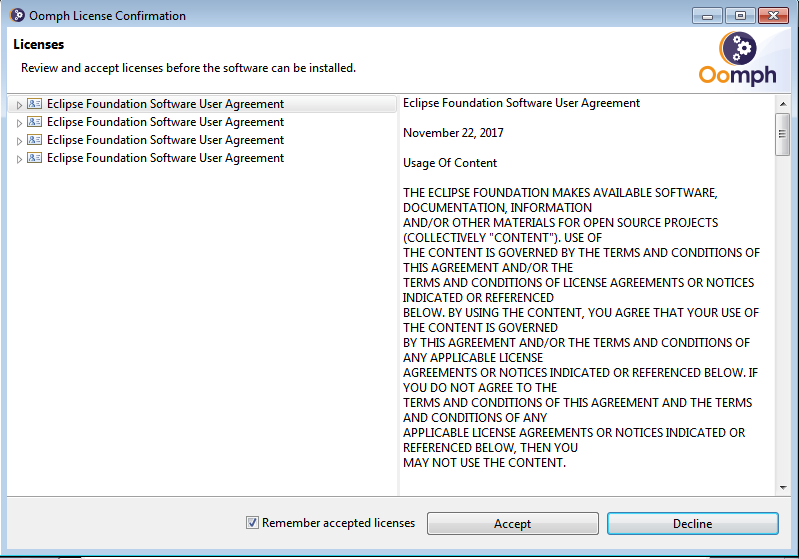 Oomph License Confirmation
Licenses
Review and accept licenses before the software can be installed.
Oomph
Eclipse Foundation Software User Agreement
Eclipse Foundation Software User Agreement
Eclipse Foundation Software User Agreement
Eclipse Foundation Software User Agreement
Eclipse Foundation Software User Agreement
November 22, 2017
Usage Of Content
THE ECLIPSE FOUNDATION MAKES AVAILABLE SOFTWARE,
DOCUMENTATION, INFORMATION
AND/OR OTHER MATERIALS FOR OPEN SOURCE PROJECTS
(COLLECTIVELY "CONTENT"). USE OF
THE CONTENT IS GOVERNED BY THE TERMS AND CONDITIONS OF
THIS AGREEMENT AND/OR THE
TERMS AND CONDITIONS OF LICENSE AGREEMENTS OR NOTICES
INDICATED OR REFERENCED
BELOW. BY USING THE CONTENT, YOU AGREE THAT YOUR USE OF
THE CONTENT IS GOVERNED
BY THIS AGREEMENT AND/OR THE TERMS AND CONDITIONS OF
ANY APPLICABLE LICENSE
AGREEMENTS OR NOTICES INDICATED OR REFERENCED BELOW. IF
YOU DO NOT AGREE TO THE
TERMS AND CONDITIONS OF THIS AGREEMENT AND THE TERMS
AND CONDITIONS OF ANY
APPLICABLE LICENSE AGREEMENTS OR NOTICES INDICATED OR
REFERENCED BELOW, THEN YOU
MAY NOT USE THE CONTENT.
Remember accepted licenses
Accept
Decline